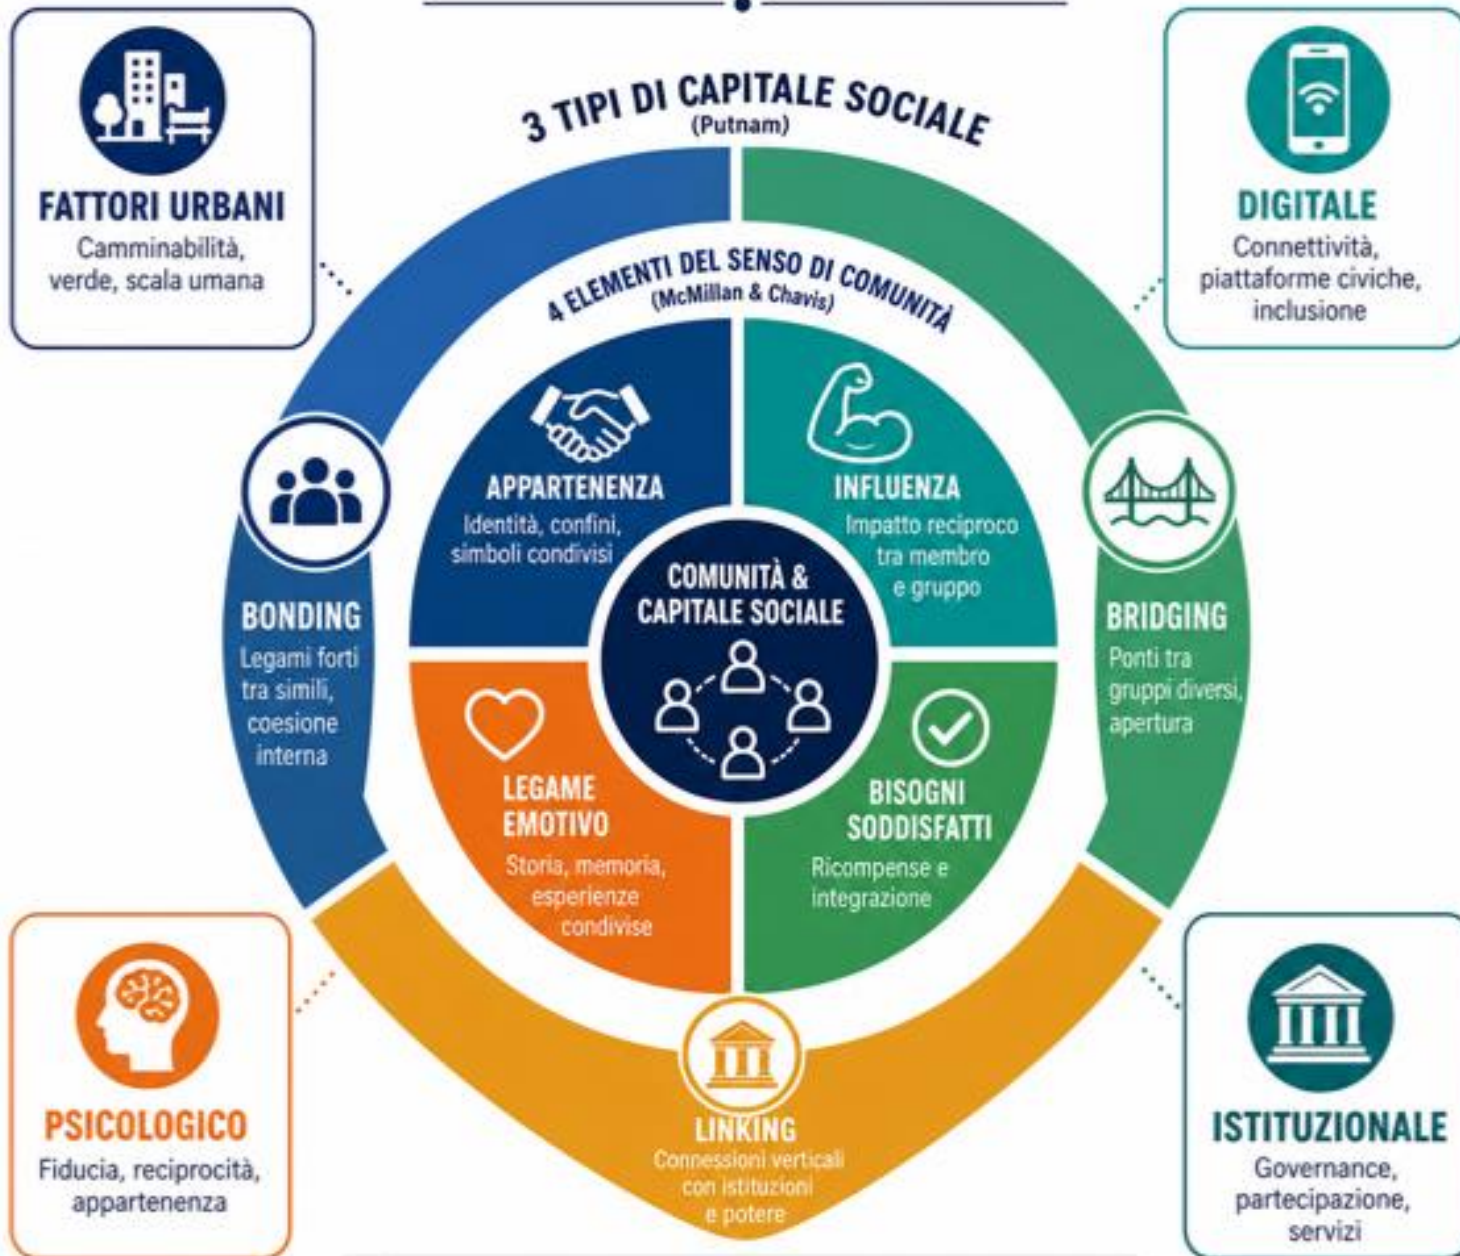 3 TIPI DI CAPITALE SOCIALE
(Putnam)
FATTORI URBANI
Camminabilità,
verde, scala umana
DIGITALE
Connettività,
piattaforme civiche,
inclusione
4 ELEMENTI DEL SENSO DI COMUNITÀ
(McMillan & Chavis)
APPARTENENZA
Identità, confini,
simboli condivisi
INFLUENZA
Impatto reciproco
tra membro
e gruppo
COMUNITÀ &
CAPITALE SOCIALE
BONDING
Legami forti
tra simili,
coesione
interna
BRIDGING
Ponti tra
gruppi diversi,
apertura
LEGAME
EMOTIVO
Storia, memoria,
esperienze
condivise
BISOGNI
SODDISFATTI
Ricompense e
integrazione
PSICOLOGICO
Fiducia, reciprocità,
appartenenza
LINKING
Connessioni verticali
con istituzioni
e potere
ISTITUZIONALE
Governance,
partecipazione,
servizi